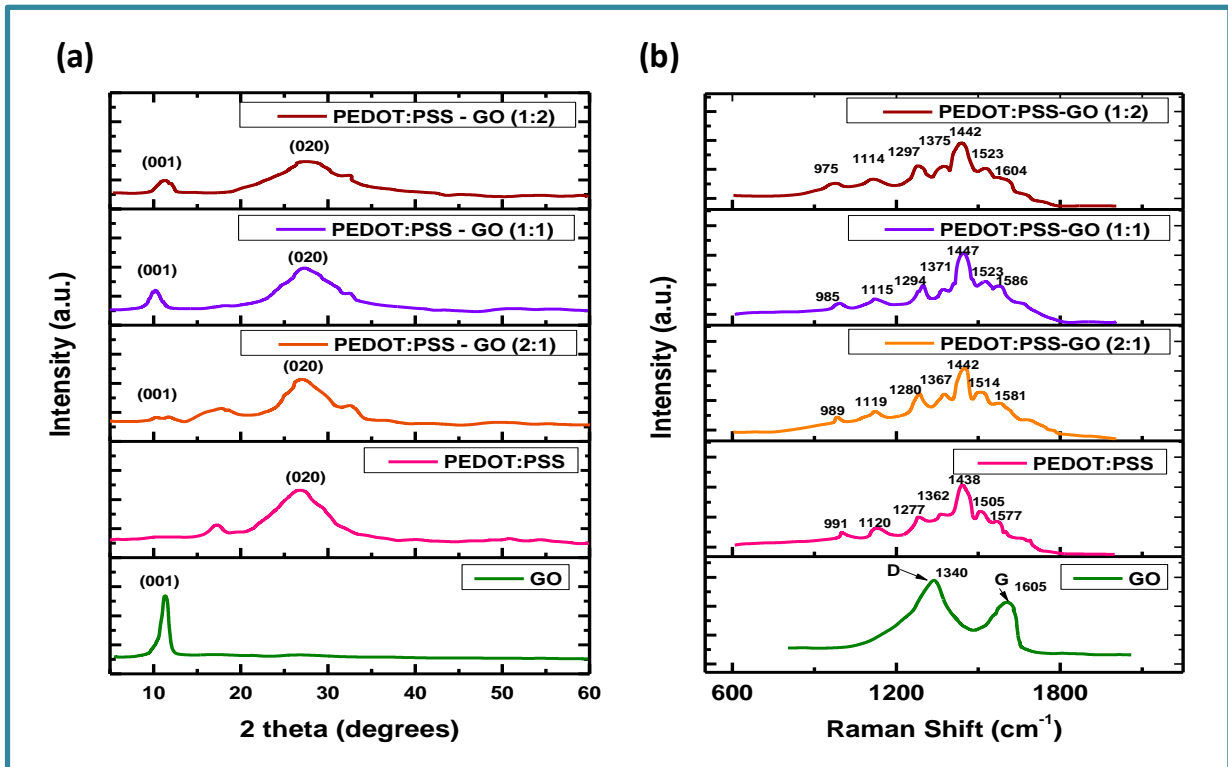 (a)
Intensity (a.u.)
PEDOT:PSS - GO (1:2)
(001)
(020)
PEDOT:PSS - GO (1:1)
(001)
(020)
PEDOT:PSS - GO (2:1)
(001)
(020)
PEDOT:PSS
(020)
GO
(001)
10 20 30 40 50 60
2 theta (degrees)
(b)
Intensity (a.u.)
PEDOT:PSS-GO (1:2)
975 1114 1297 1375 1442 1523 1604
PEDOT:PSS-GO (1:1)
985 1115 1294 1371 1447 1523 1586
PEDOT:PSS-GO (2:1)
989 1119 1280 1367 1442 1514 1581
PEDOT:PSS
991 1120 1277 1362 1438 1505 1577
GO
D 1340 G 1605
600 1200 1800
Raman Shift (cm⁻¹)